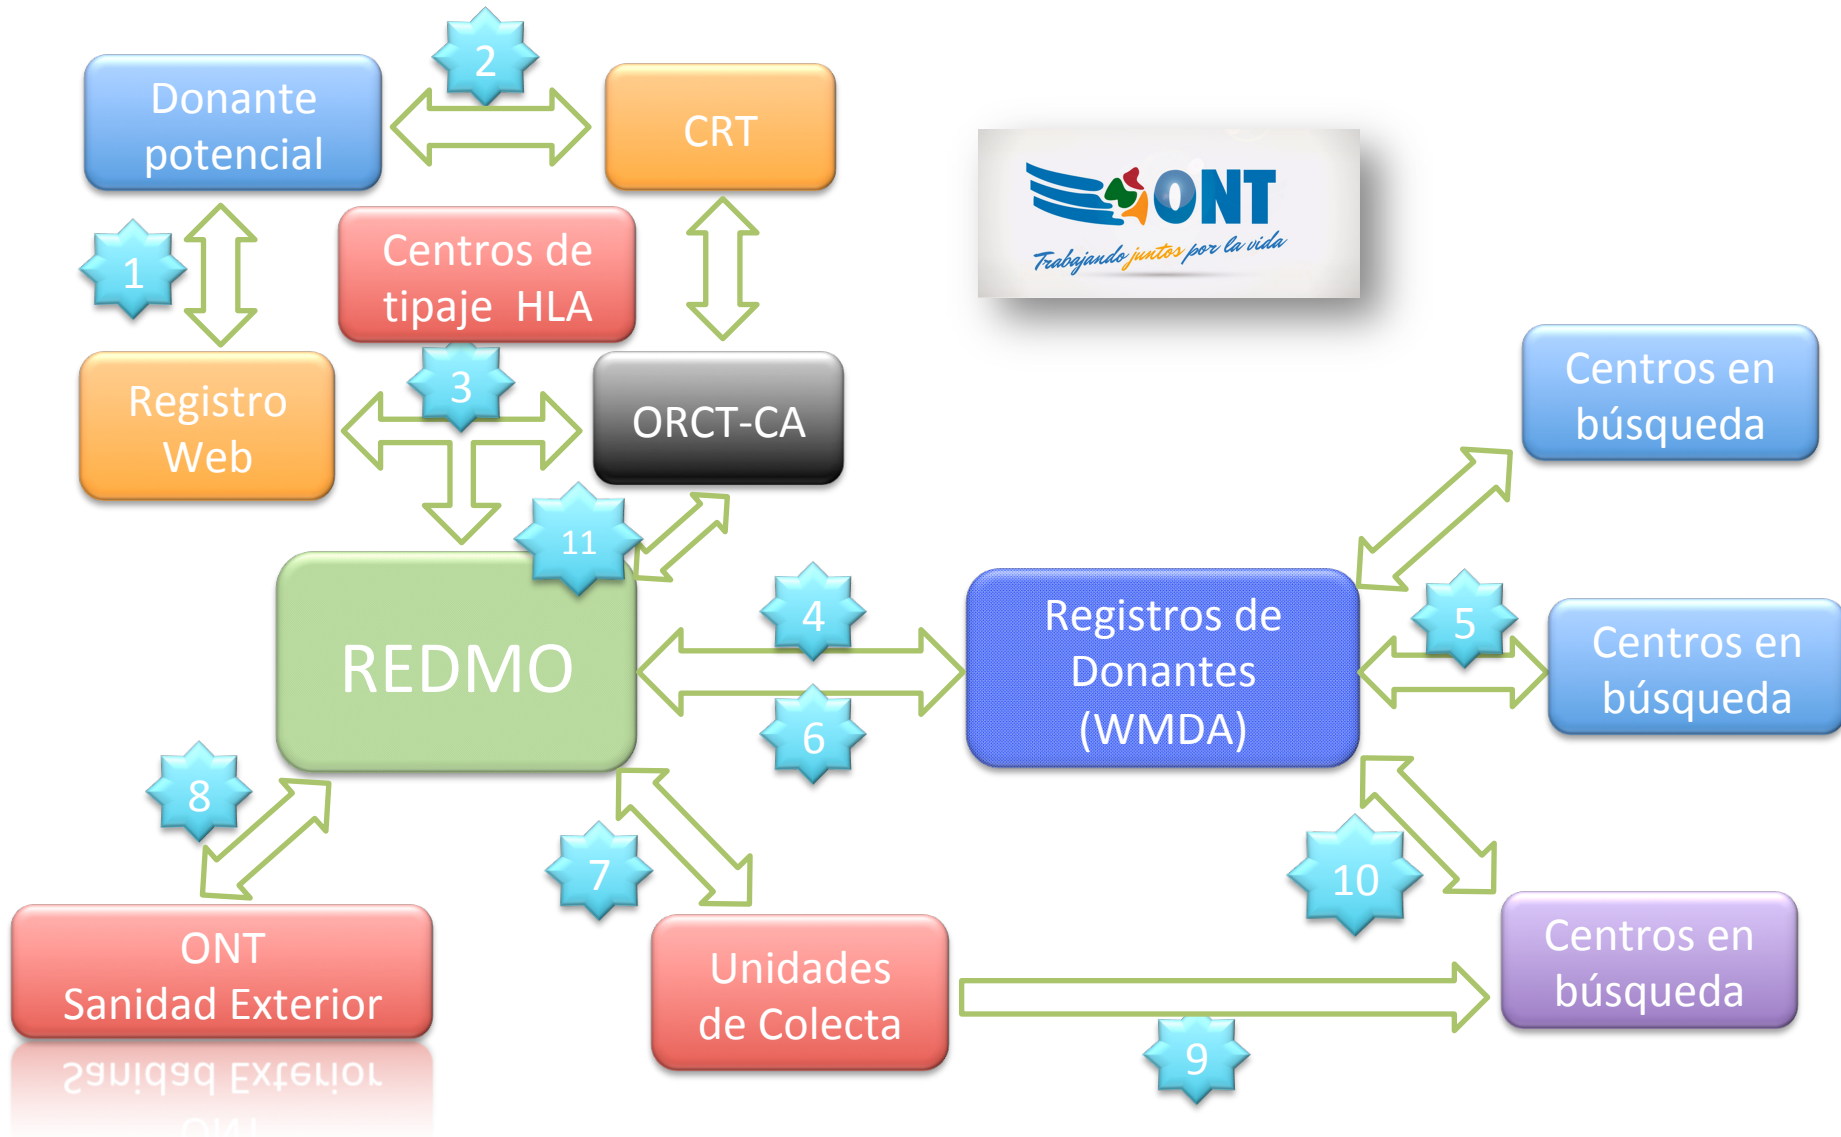 2
Donante
potencial
CRT
ONT
Trabajando juntos por la vida
1
Centros de
tipaje HLA
3
Registro
Web
ORCT-CA
Centros en
búsqueda
11
REDMO
4
6
Registros de
Donantes
(WMDA)
5
Centros en
búsqueda
8
7
10
ONT
Sanidad Exterior
Unidades
de Colecta
9
Centros en
búsqueda